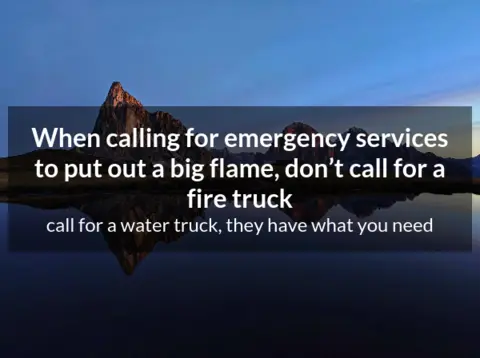 When calling for emergency services
to put out a big flame, don’t call for a
fire truck
call for a water truck, they have what you need